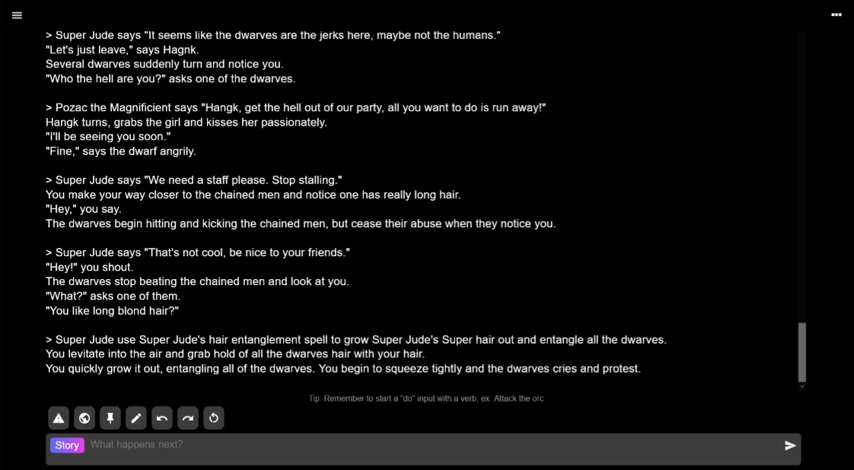 > Super Jude says "It seems like the dwarves are the jerks here, maybe not the humans."
"Let's just leave," says Hagnk.
Several dwarves suddenly turn and notice you.
"Who the hell are you?" asks one of the dwarves.
> Pozac the Magnificient says "Hangk, get the hell out of our party, all you want to do is run away!"
Hangk turns, grabs the girl and kisses her passionately.
"I'll be seeing you soon."
"Fine," says the dwarf angrily.
> Super Jude says "We need a staff please. Stop stalling."
You make your way closer to the chained men and notice one has really long hair.
"Hey," you say.
The dwarves begin hitting and kicking the chained men, but cease their abuse when they notice you.
> Super Jude says "That's not cool, be nice to your friends."
"Hey!" you shout.
The dwarves stop beating the chained men and look at you.
"What?" asks one of them.
"You like long blond hair?"
> Super Jude use Super Jude's hair entanglement spell to grow Super Jude's Super hair out and entangle all the dwarves.
You levitate into the air and grab hold of all the dwarves hair with your hair.
You quickly grow it out, entangling all of the dwarves. You begin to squeeze tightly and the dwarves cries and protest.
Tip: Remember to start a "do" input with a verb, ex. Attack the orc
Story What happens next?